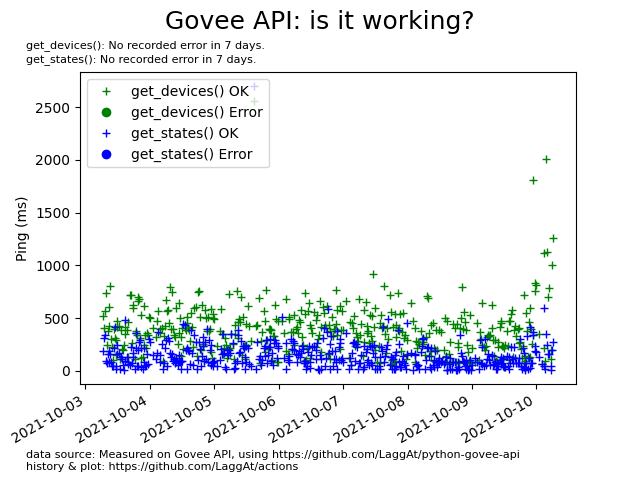 Govee API: is it working?
get_devices(): No recorded error in 7 days.
get_states(): No recorded error in 7 days.
get_devices() OK
get_devices() Error
get_states() OK
get_states() Error
Ping (ms)
2500
2000
1500
1000
500
0
2021-10-03
2021-10-04
2021-10-05
2021-10-06
2021-10-07
2021-10-08
2021-10-09
2021-10-10
data source: Measured on Govee API, using https://github.com/LaggAt/python-govee-api
history & plot: https://github.com/LaggAt/actions